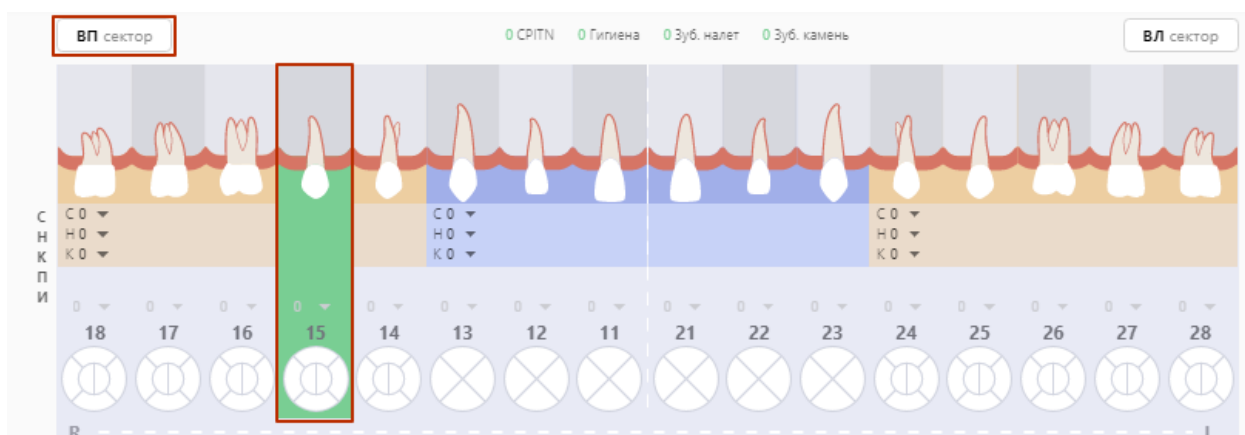 ВП сектор
0 CPITN 0 Гигиена 0 Зуб. налет 0 Зуб. камень
ВЛ сектор
С
Н
К
П
И
С 0 С 0 С 0
Н 0 Н 0 Н 0
К 0 К 0 К 0
0 0 0 0 0 0 0 0 0 0 0 0 0 0 0 0
18 17 16 15 14 13 12 11 21 22 23 24 25 26 27 28
R L